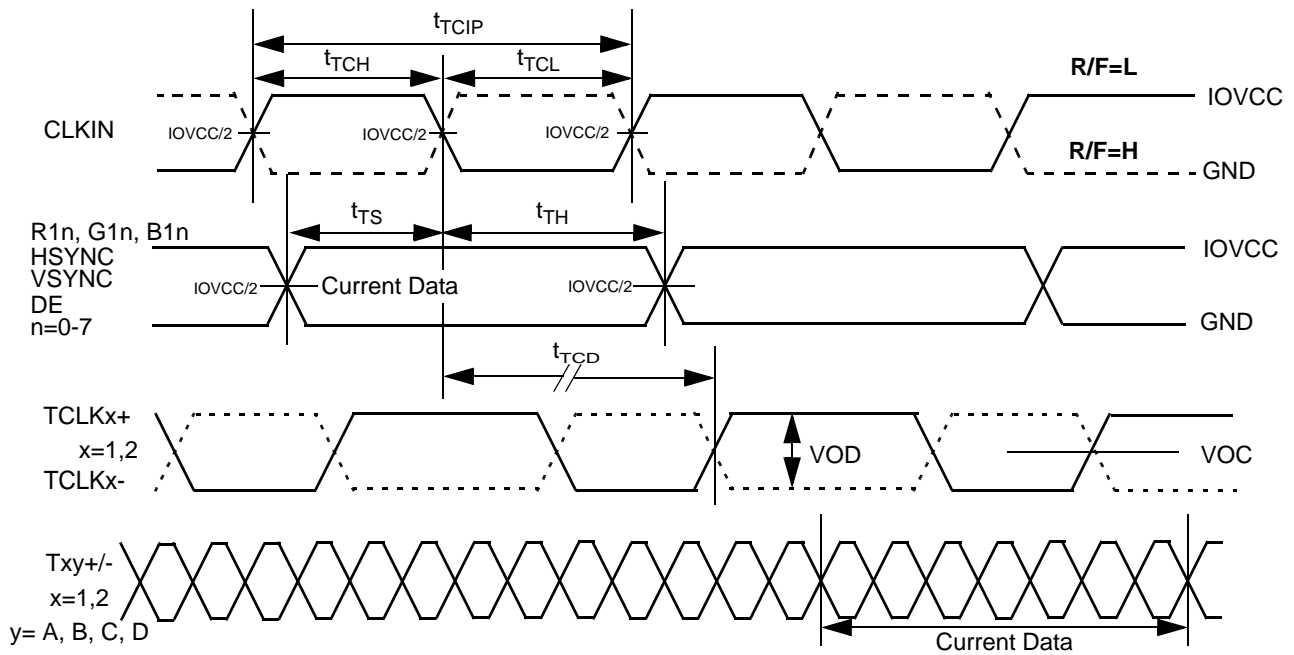 tTCIP
tTCH
tTCL
R/F=L
IOVCC
CLKIN
IOVCC/2
IOVCC/2
IOVCC/2
R/F=H
GND
tTS
tTH
R1n, G1n, B1n
HSYNC
VSYNC
DE
n=0-7
IOVCC
IOVCC/2
Current Data
IOVCC/2
GND
tTCD
TCLKx+
x=1,2
TCLKx-
VOD
VOC
Txy+/-
x=1,2
y= A, B, C, D
Current Data